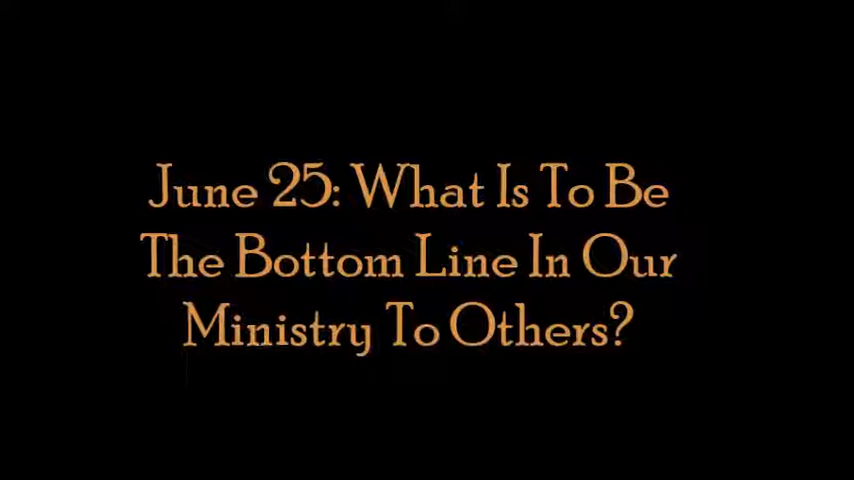 June 25: What Is To Be
The Bottom Line In Our
Ministry To Others?